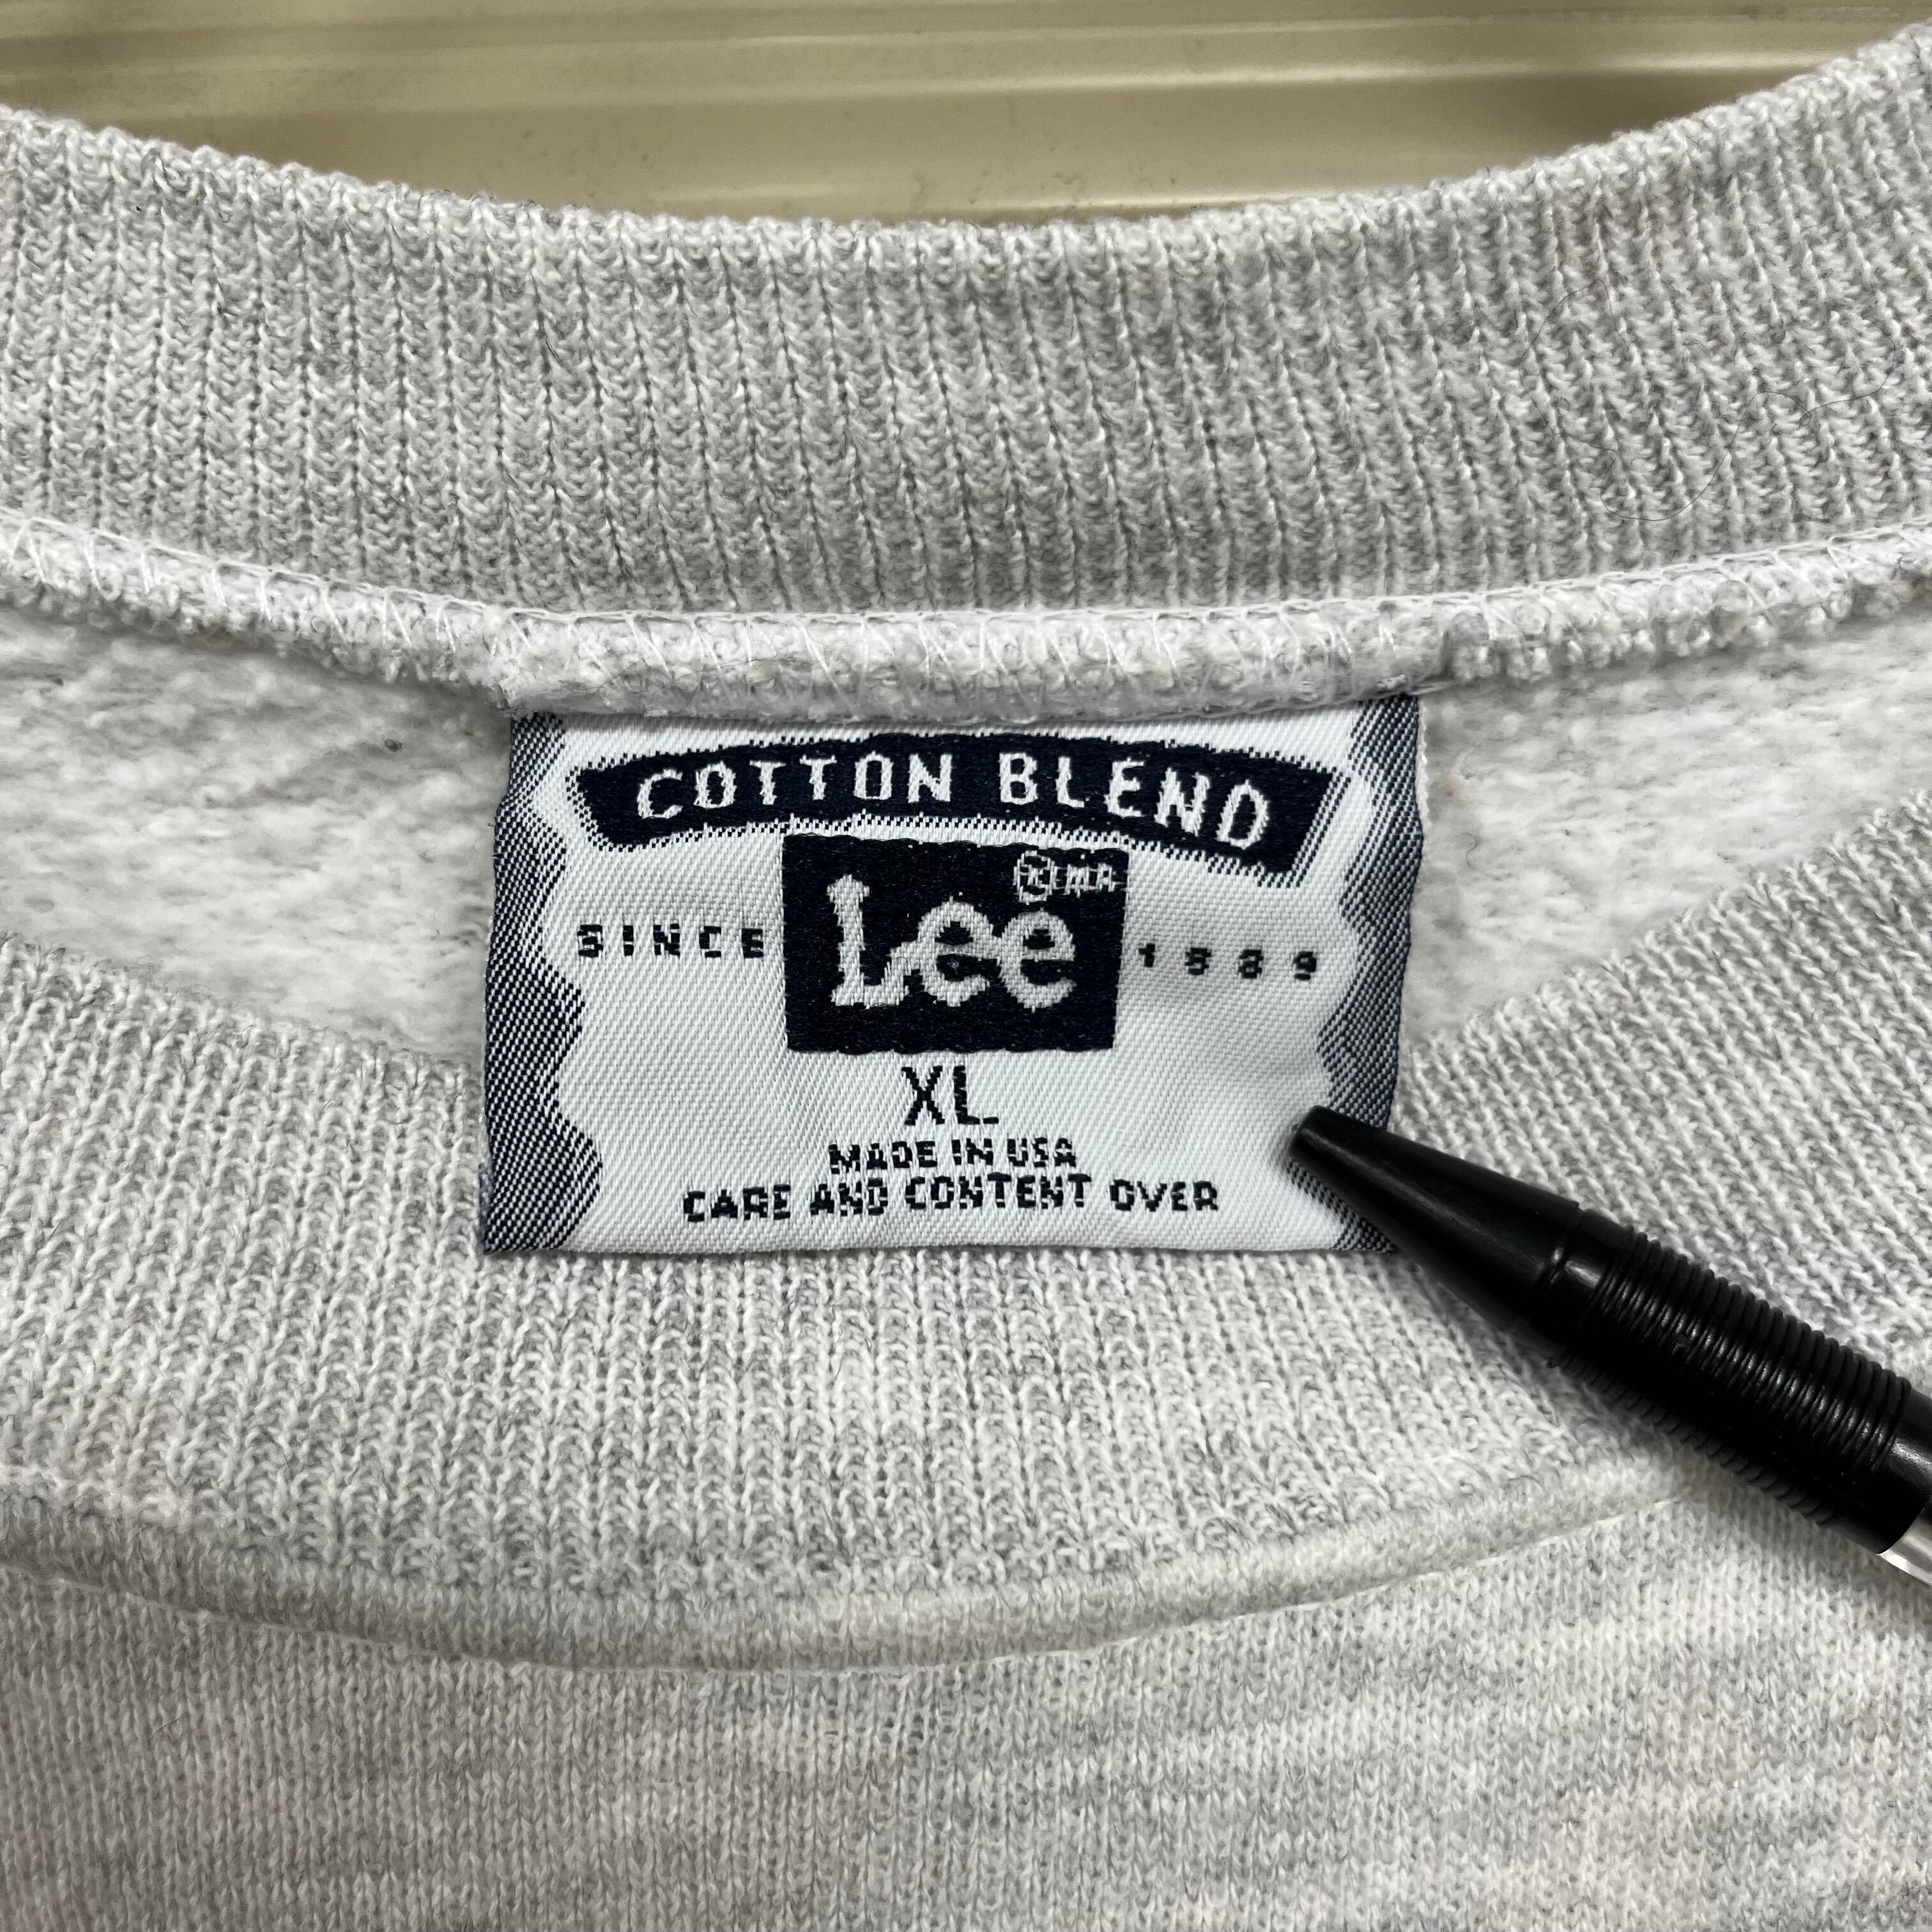 COTTON BLEND
SINCE Lee 1889
XL
MADE IN USA
CARE AND CONTENT OVER